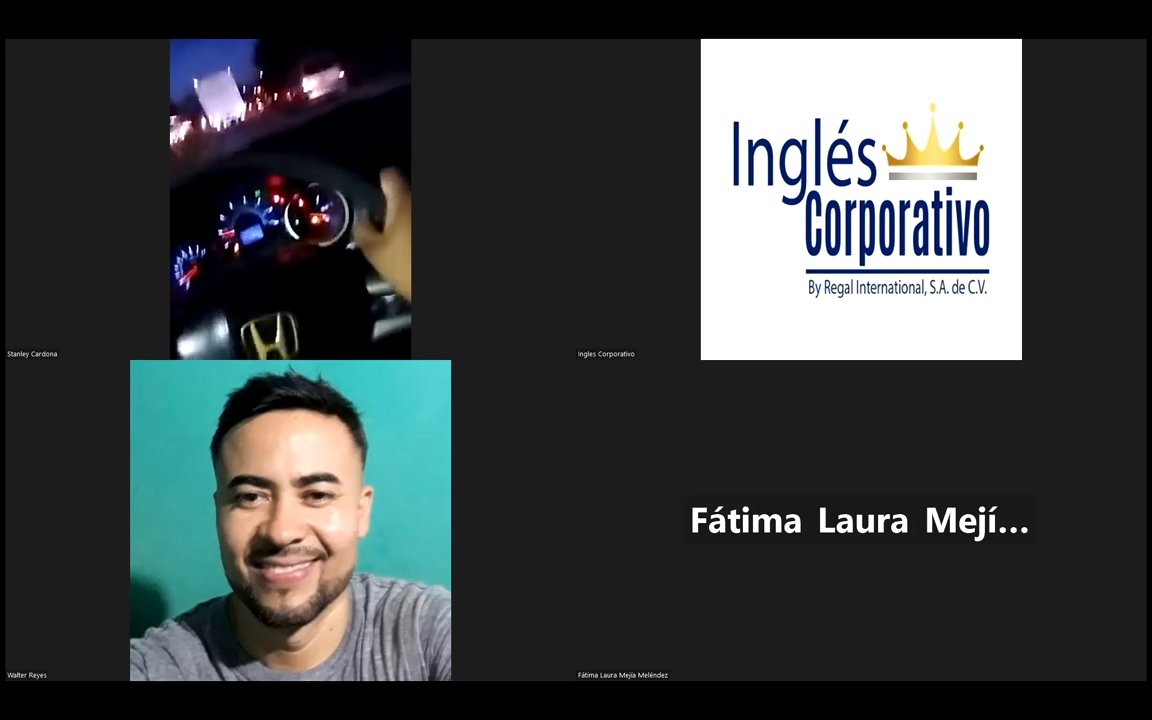 Stanley Cardona
Inglés
Corporativo
By Regal International, S.A. de C.V.
Ingles Corporativo
Walter Reyes
Fátima Laura Mejí...
Fátima Laura Mejía Meléndez